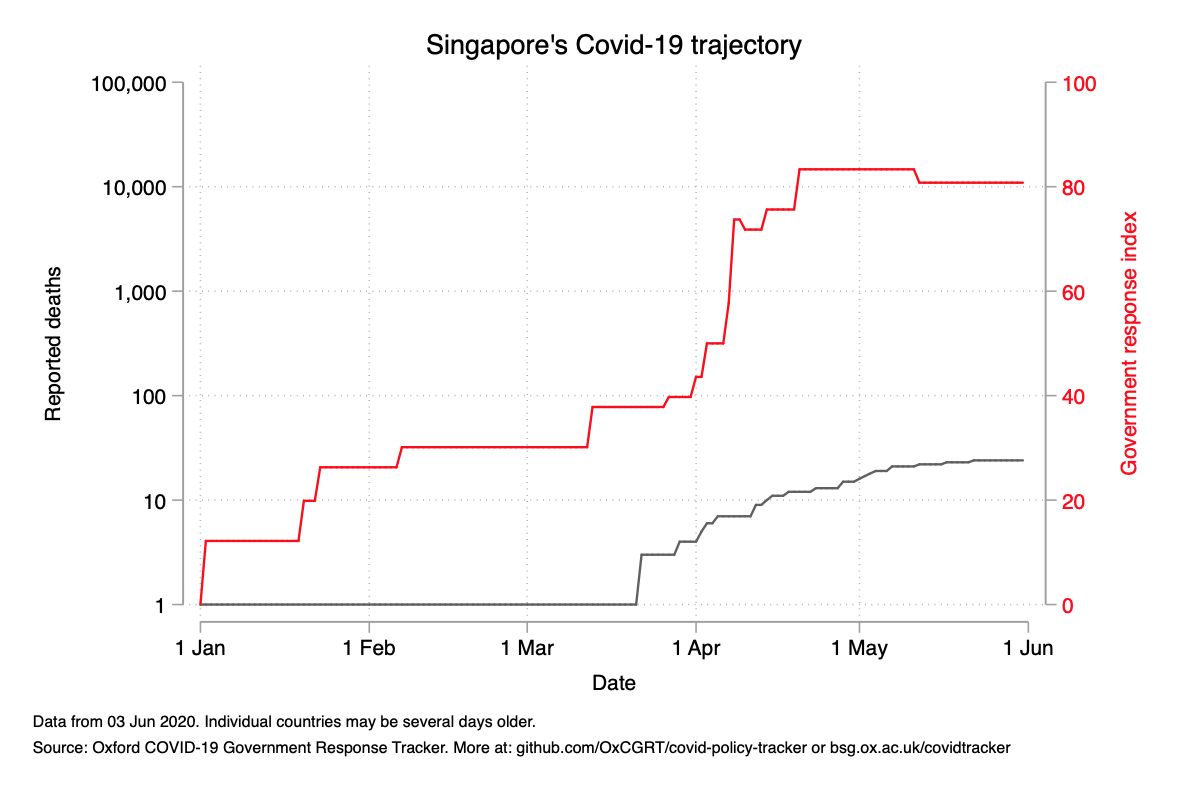 Singapore's Covid-19 trajectory
100,000
10,000
1,000
100
10
1
Reported deaths
100
80
60
40
20
0
Government response index
1 Jan
1 Feb
1 Mar
1 Apr
1 May
1 Jun
Date
Data from 03 Jun 2020. Individual countries may be several days older.
Source: Oxford COVID-19 Government Response Tracker. More at: github.com/OxCGRT/covid-policy-tracker or bsg.ox.ac.uk/covidtracker